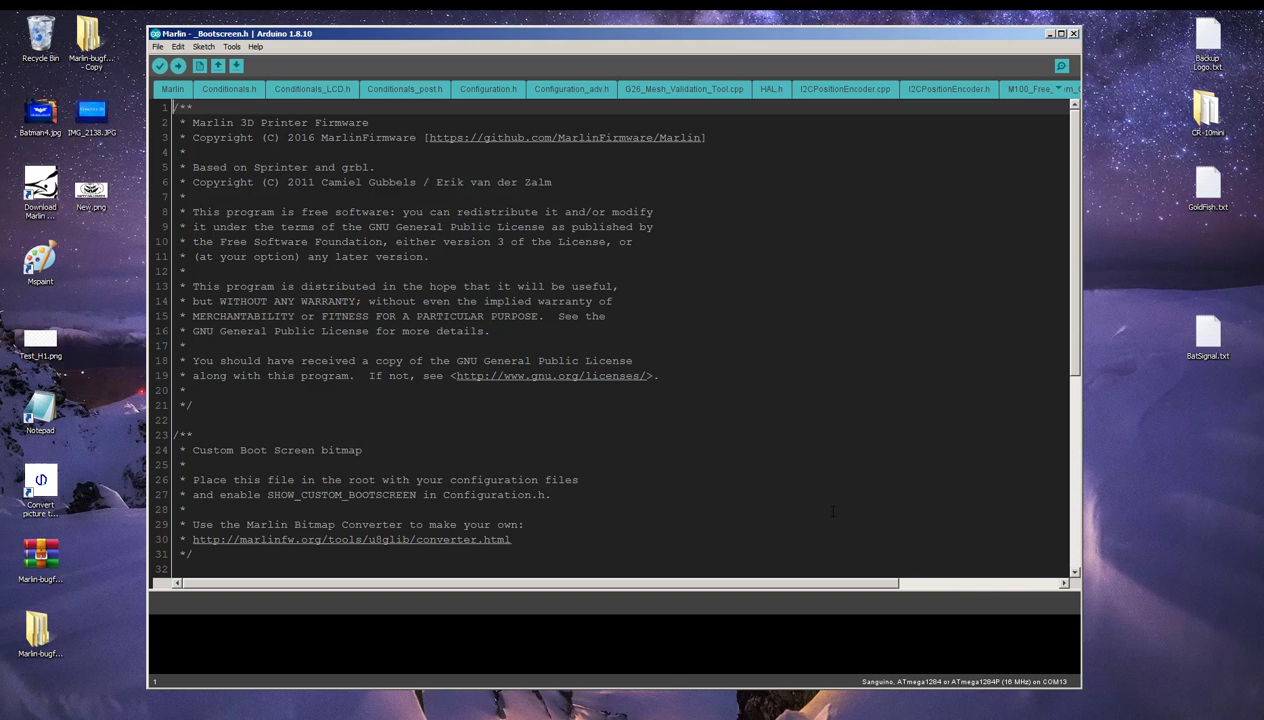 Marlin - _Bootscreen.h | Arduino 1.8.10
File Edit Sketch Tools Help
Marlin Conditionals.h Conditionals_LCD.h Conditionals_post.h Configuration.h Configuration_adv.h G26_Mesh_Validation_Tool.cpp HAL.h I2CPositionEncoder.cpp I2CPositionEncoder.h M100_Free_
1 /**
2 * Marlin 3D Printer Firmware
3 * Copyright (C) 2016 MarlinFirmware [https://github.com/MarlinFirmware/Marlin]
4 *
5 * Based on Sprinter and grbl.
6 * Copyright (C) 2011 Camiel Gubbels / Erik van der Zalm
7 *
8 * This program is free software: you can redistribute it and/or modify
9 * it under the terms of the GNU General Public License as published by
10 * the Free Software Foundation, either version 3 of the License, or
11 * (at your option) any later version.
12 *
13 * This program is distributed in the hope that it will be useful,
14 * but WITHOUT ANY WARRANTY; without even the implied warranty of
15 * MERCHANTABILITY or FITNESS FOR A PARTICULAR PURPOSE.  See the
16 * GNU General Public License for more details.
17 *
18 * You should have received a copy of the GNU General Public License
19 * along with this program.  If not, see <http://www.gnu.org/licenses/>.
20 *
21 */
22
23 /**
24 * Custom Boot Screen bitmap
25 *
26 * Place this file in the root with your configuration files
27 * and enable SHOW_CUSTOM_BOOTSCREEN in Configuration.h.
28 *
29 * Use the Marlin Bitmap Converter to make your own:
30 * http://marlinfw.org/tools/u8glib/converter.html
31 */
32
1
Sanguino, ATmega1284 or ATmega1284P (16 MHz) on COM13
Recycle Bin
Marlin-bugf...
- Copy
Batman4.jpg
IMG_2138.JPG
Download
Marlin ...
New.png
Mspaint
Test_H1.png
Notepad
Convert
picture t...
Marlin-bugf...
Marlin-bugf...
Backup
Logo.txt
CR-10mini
GoldFish.txt
BatSignal.txt